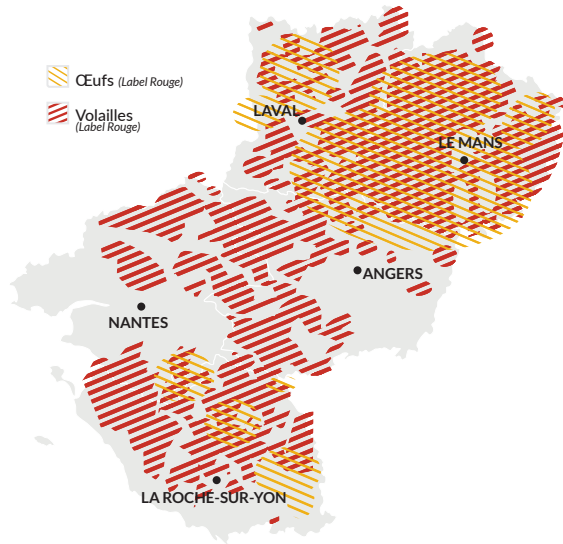 Œufs (Label Rouge)
Volailles
(Label Rouge)
LAVAL
LE MANS
ANGERS
NANTES
LA ROCHE-SUR-YON